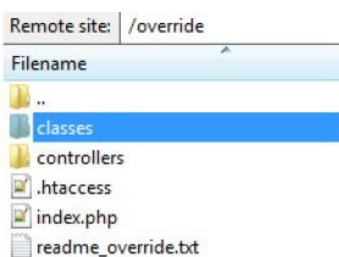 Remote site: /override
Filename
..
classes
controllers
.htaccess
index.php
readme_override.txt